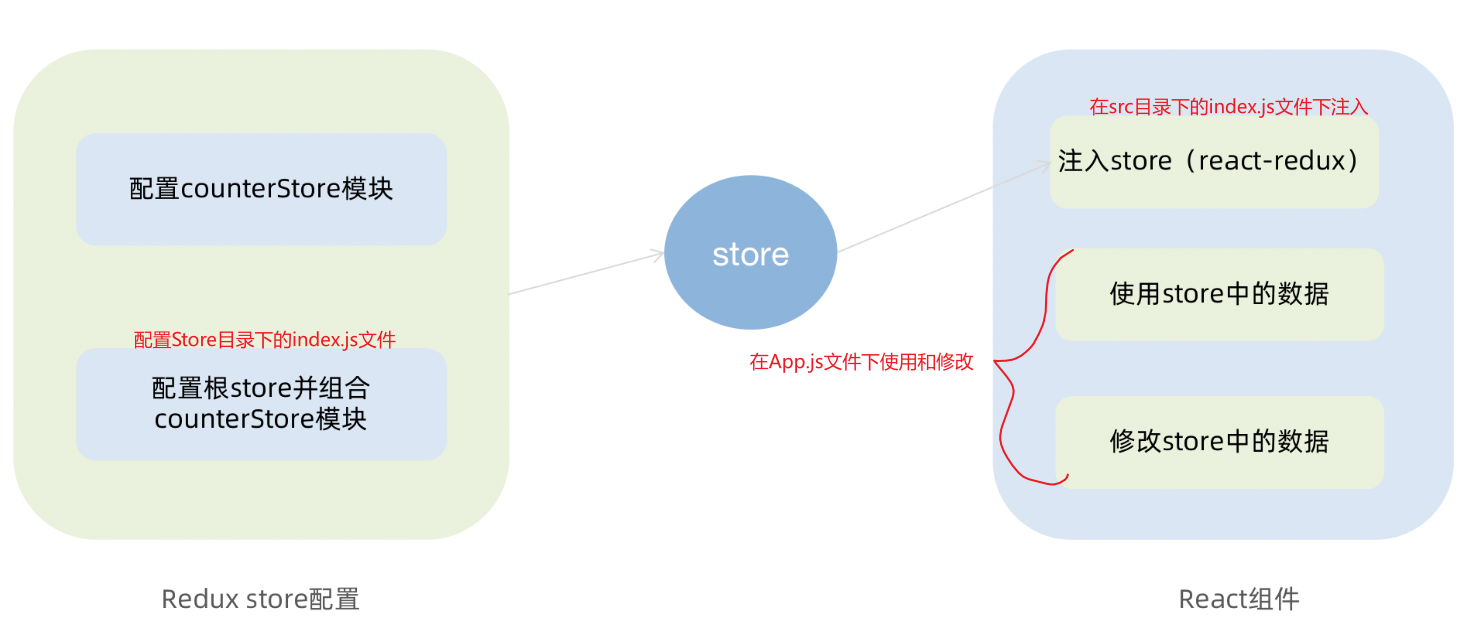 配置counterStore模块
配置Store目录下的index.js文件
配置根store并组合
counterStore模块
Redux store配置
store
在src目录下的index.js文件下注入
注入store（react-redux）
使用store中的数据
在App.js文件下使用和修改
修改store中的数据
React组件